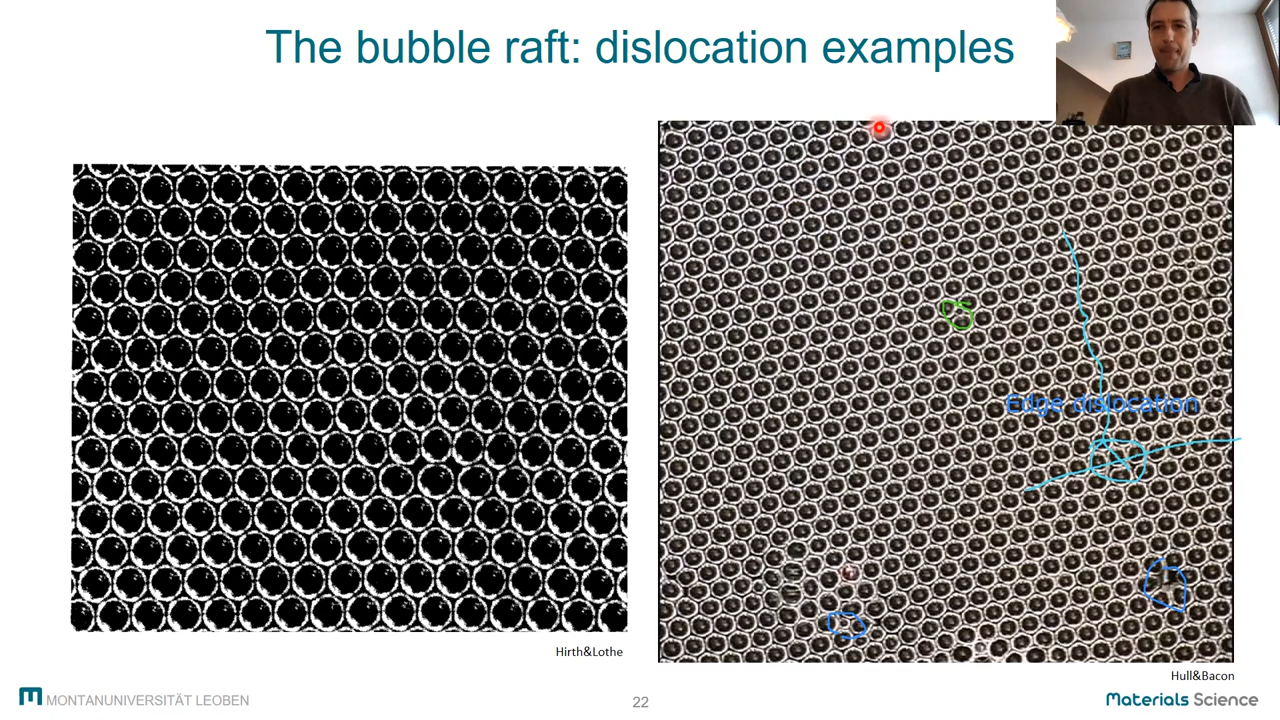 The bubble raft: dislocation examples
Edge dislocation
Hirth&Lothe
Hull&Bacon
MONTANUNIVERSITÄT LEOBEN
22
Materials Science